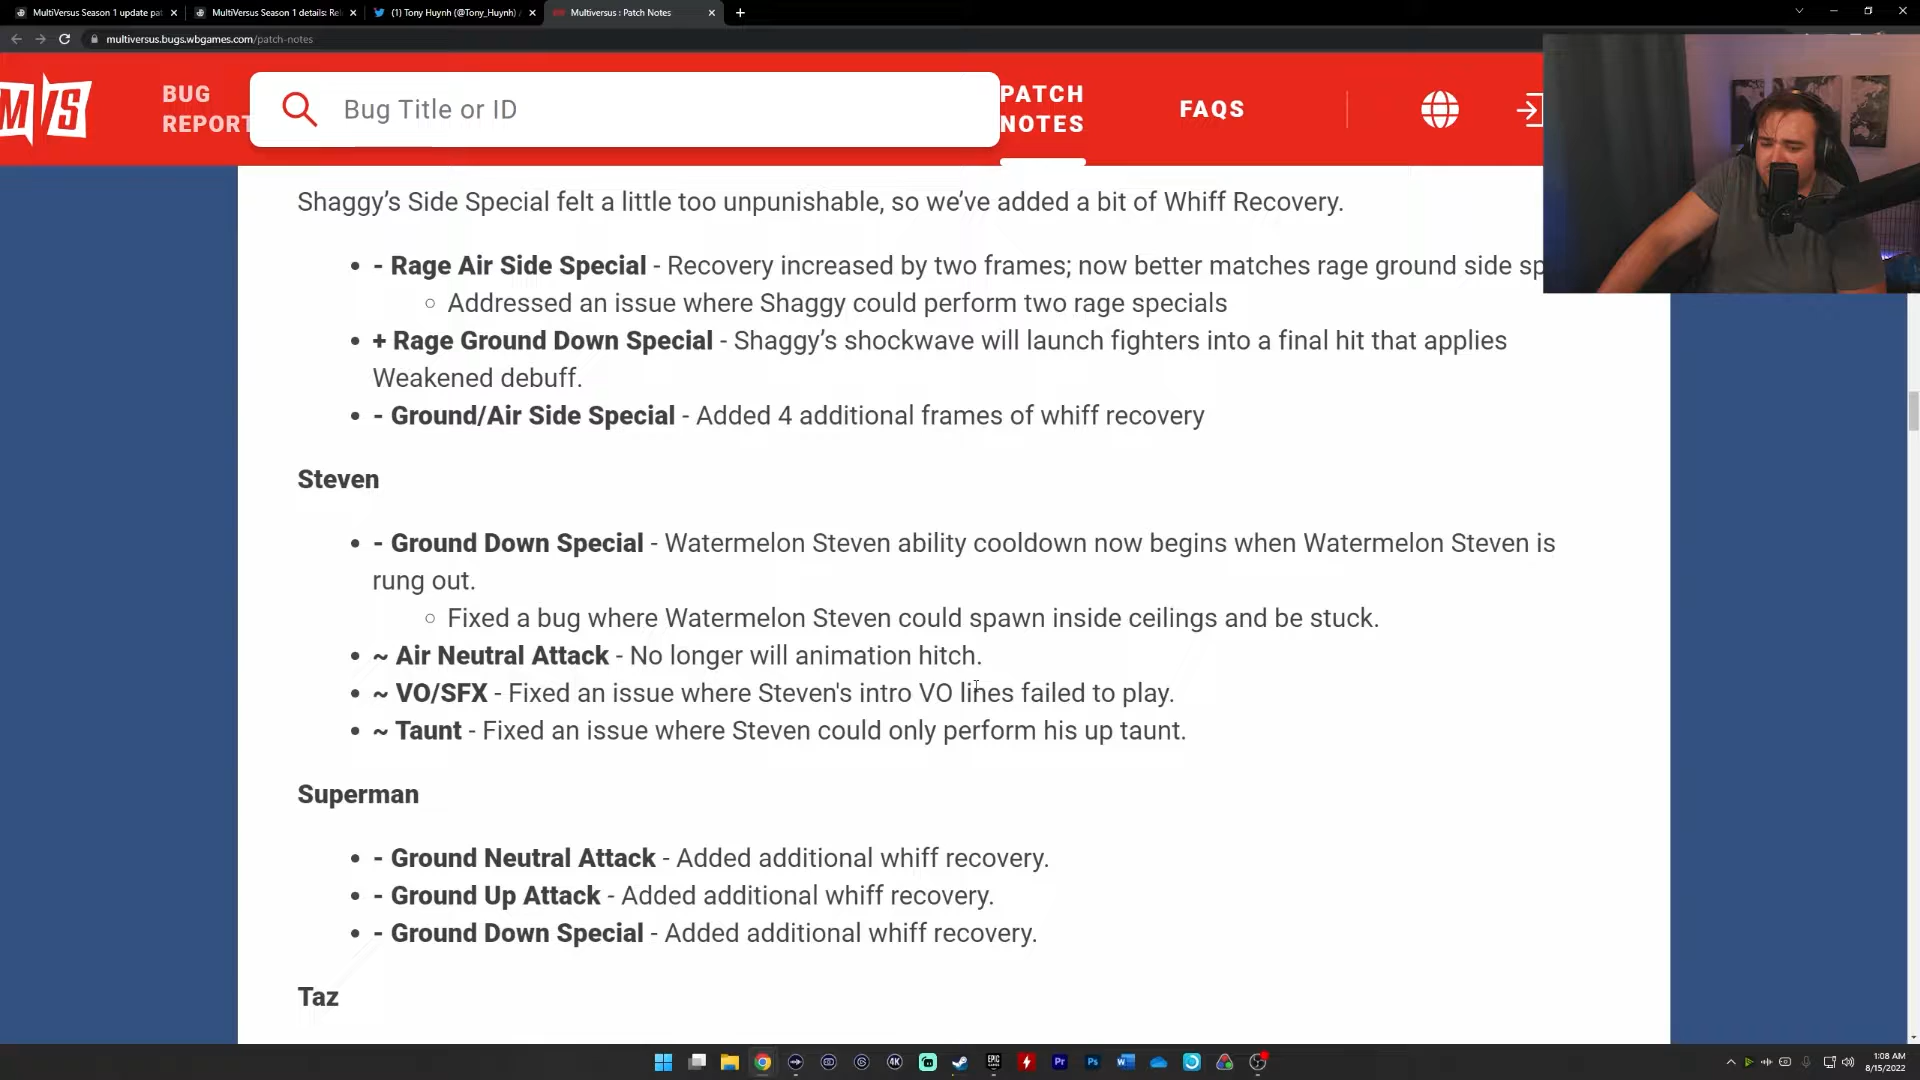 MultiVersus Season 1 update pat
MultiVersus Season 1 details: Rel
(1) Tony Huynh (@Tony_Huynh) /
Multiversus : Patch Notes
multiversus.bugs.wbgames.com/patch-notes
M/S
BUG
REPORT
Bug Title or ID
PATCH
NOTES
FAQS
Shaggy’s Side Special felt a little too unpunishable, so we’ve added a bit of Whiff Recovery.
- Rage Air Side Special - Recovery increased by two frames; now better matches rage ground side sp
Addressed an issue where Shaggy could perform two rage specials
+ Rage Ground Down Special - Shaggy’s shockwave will launch fighters into a final hit that applies
Weakened debuff.
- Ground/Air Side Special - Added 4 additional frames of whiff recovery
Steven
- Ground Down Special - Watermelon Steven ability cooldown now begins when Watermelon Steven is
rung out.
Fixed a bug where Watermelon Steven could spawn inside ceilings and be stuck.
~ Air Neutral Attack - No longer will animation hitch.
~ VO/SFX - Fixed an issue where Steven's intro VO lines failed to play.
~ Taunt - Fixed an issue where Steven could only perform his up taunt.
Superman
- Ground Neutral Attack - Added additional whiff recovery.
- Ground Up Attack - Added additional whiff recovery.
- Ground Down Special - Added additional whiff recovery.
Taz
4K
EPIC
Pr
Ps
W
1:08 AM
8/15/2022